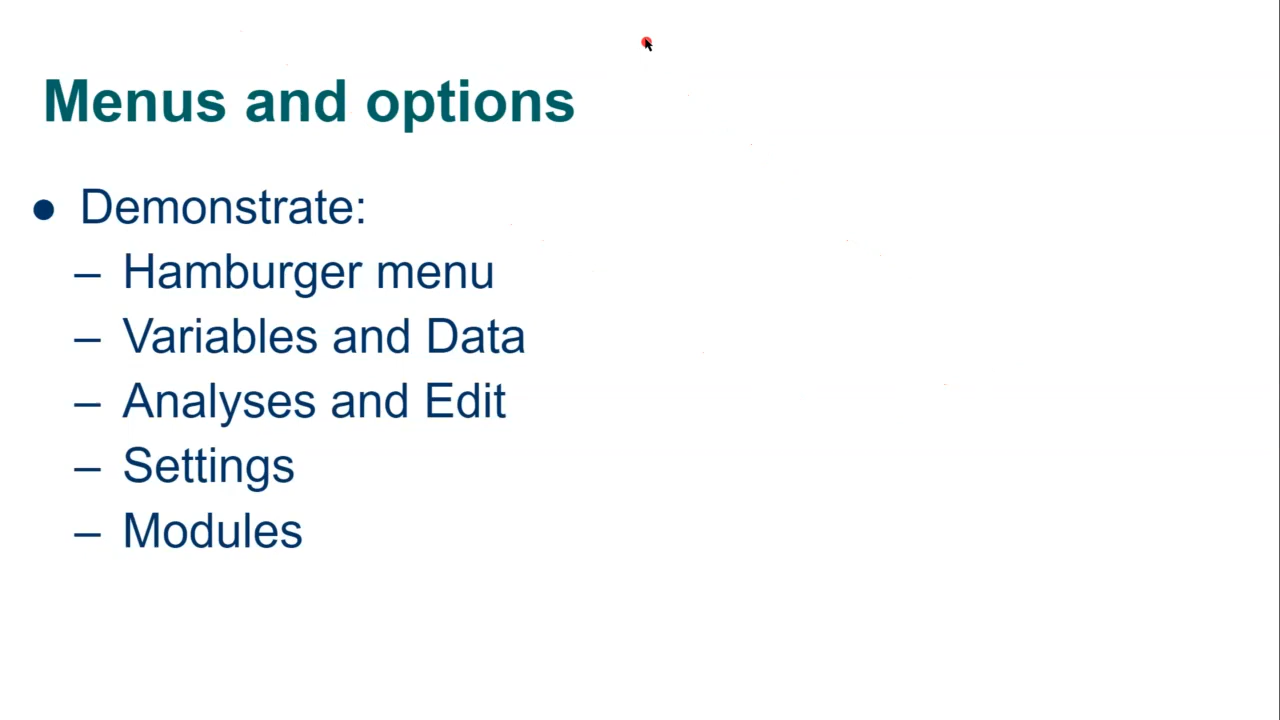 Menus and options
● Demonstrate:
– Hamburger menu
– Variables and Data
– Analyses and Edit
– Settings
– Modules